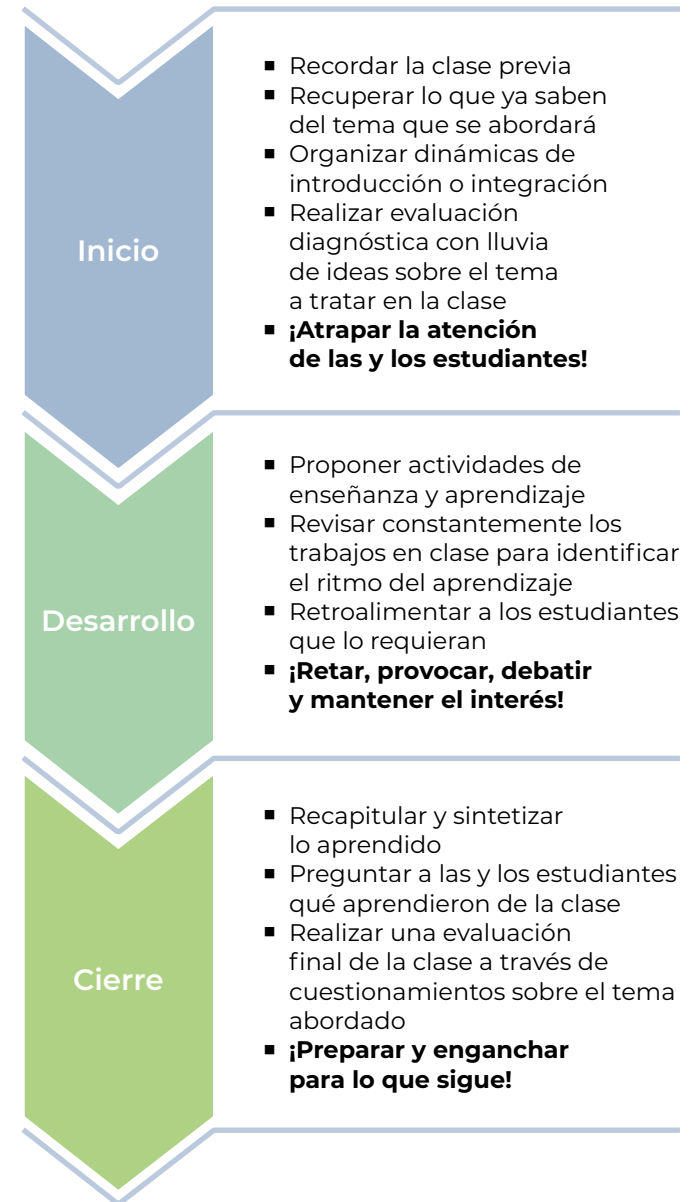 Inicio
▪ Recordar la clase previa
▪ Recuperar lo que ya saben
del tema que se abordará
▪ Organizar dinámicas de
introducción o integración
▪ Realizar evaluación
diagnóstica con lluvia
de ideas sobre el tema
a tratar en la clase
▪ ¡Atrapar la atención
de las y los estudiantes!
Desarrollo
▪ Proponer actividades de
enseñanza y aprendizaje
▪ Revisar constantemente los
trabajos en clase para identificar
el ritmo del aprendizaje
▪ Retroalimentar a los estudiantes
que lo requieran
▪ ¡Retar, provocar, debatir
y mantener el interés!
Cierre
▪ Recapitular y sintetizar
lo aprendido
▪ Preguntar a las y los estudiantes
qué aprendieron de la clase
▪ Realizar una evaluación
final de la clase a través de
cuestionamientos sobre el tema
abordado
▪ ¡Preparar y enganchar
para lo que sigue!